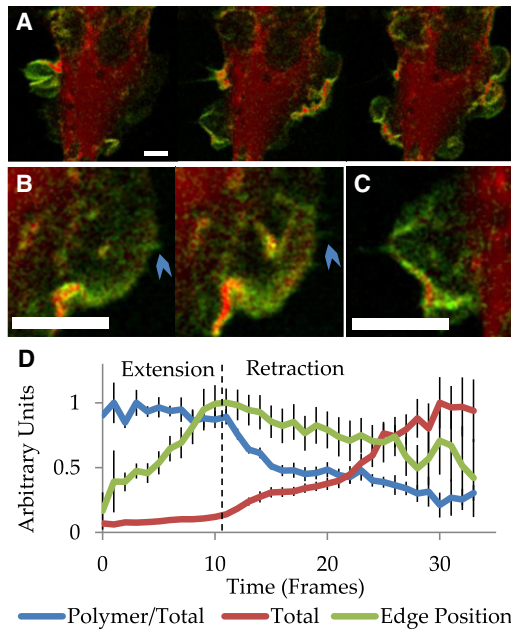 A
B
C
D
Extension
Retraction
Arbitrary Units
1
0.5
0
0
10
20
30
Time (Frames)
Polymer/Total
Total
Edge Position